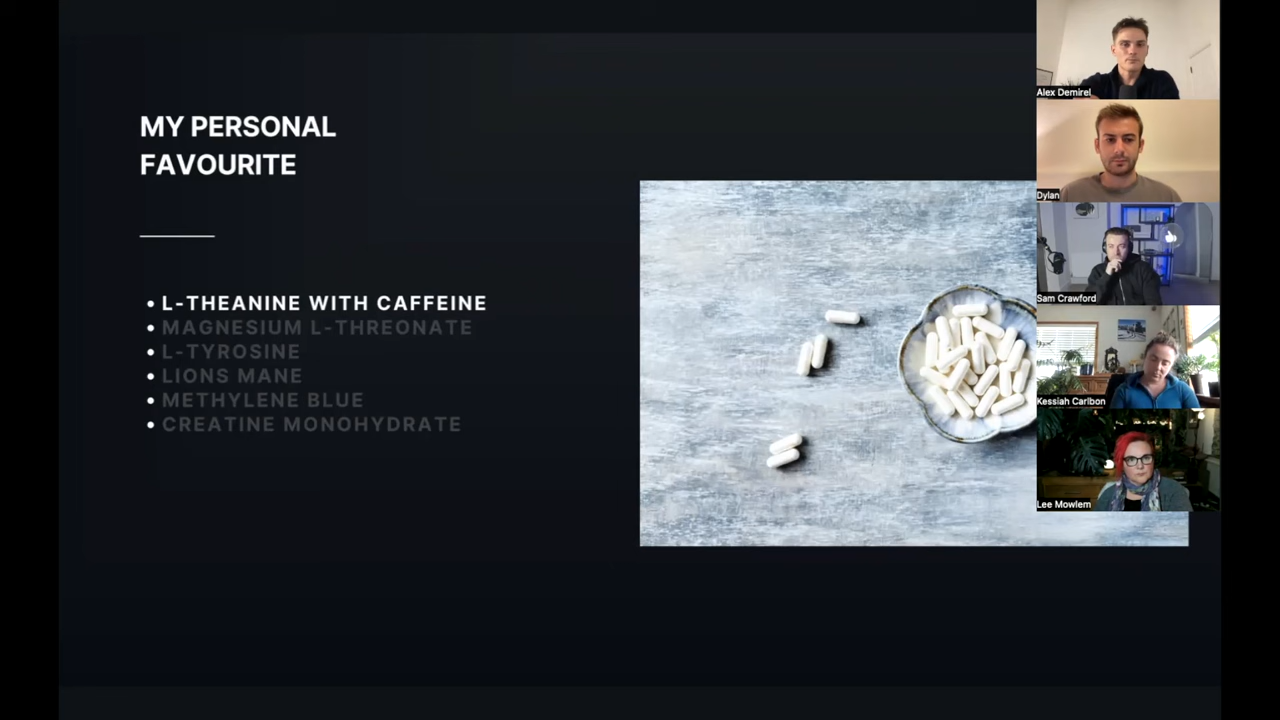 MY PERSONAL
FAVOURITE
• L-THEANINE WITH CAFFEINE
• MAGNESIUM L-THREONATE
• L-TYROSINE
• LIONS MANE
• METHYLENE BLUE
• CREATINE MONOHYDRATE
Alex Demirel
Dylan
Sam Crawford
Kessiah Carlbon
Lee Mowlem